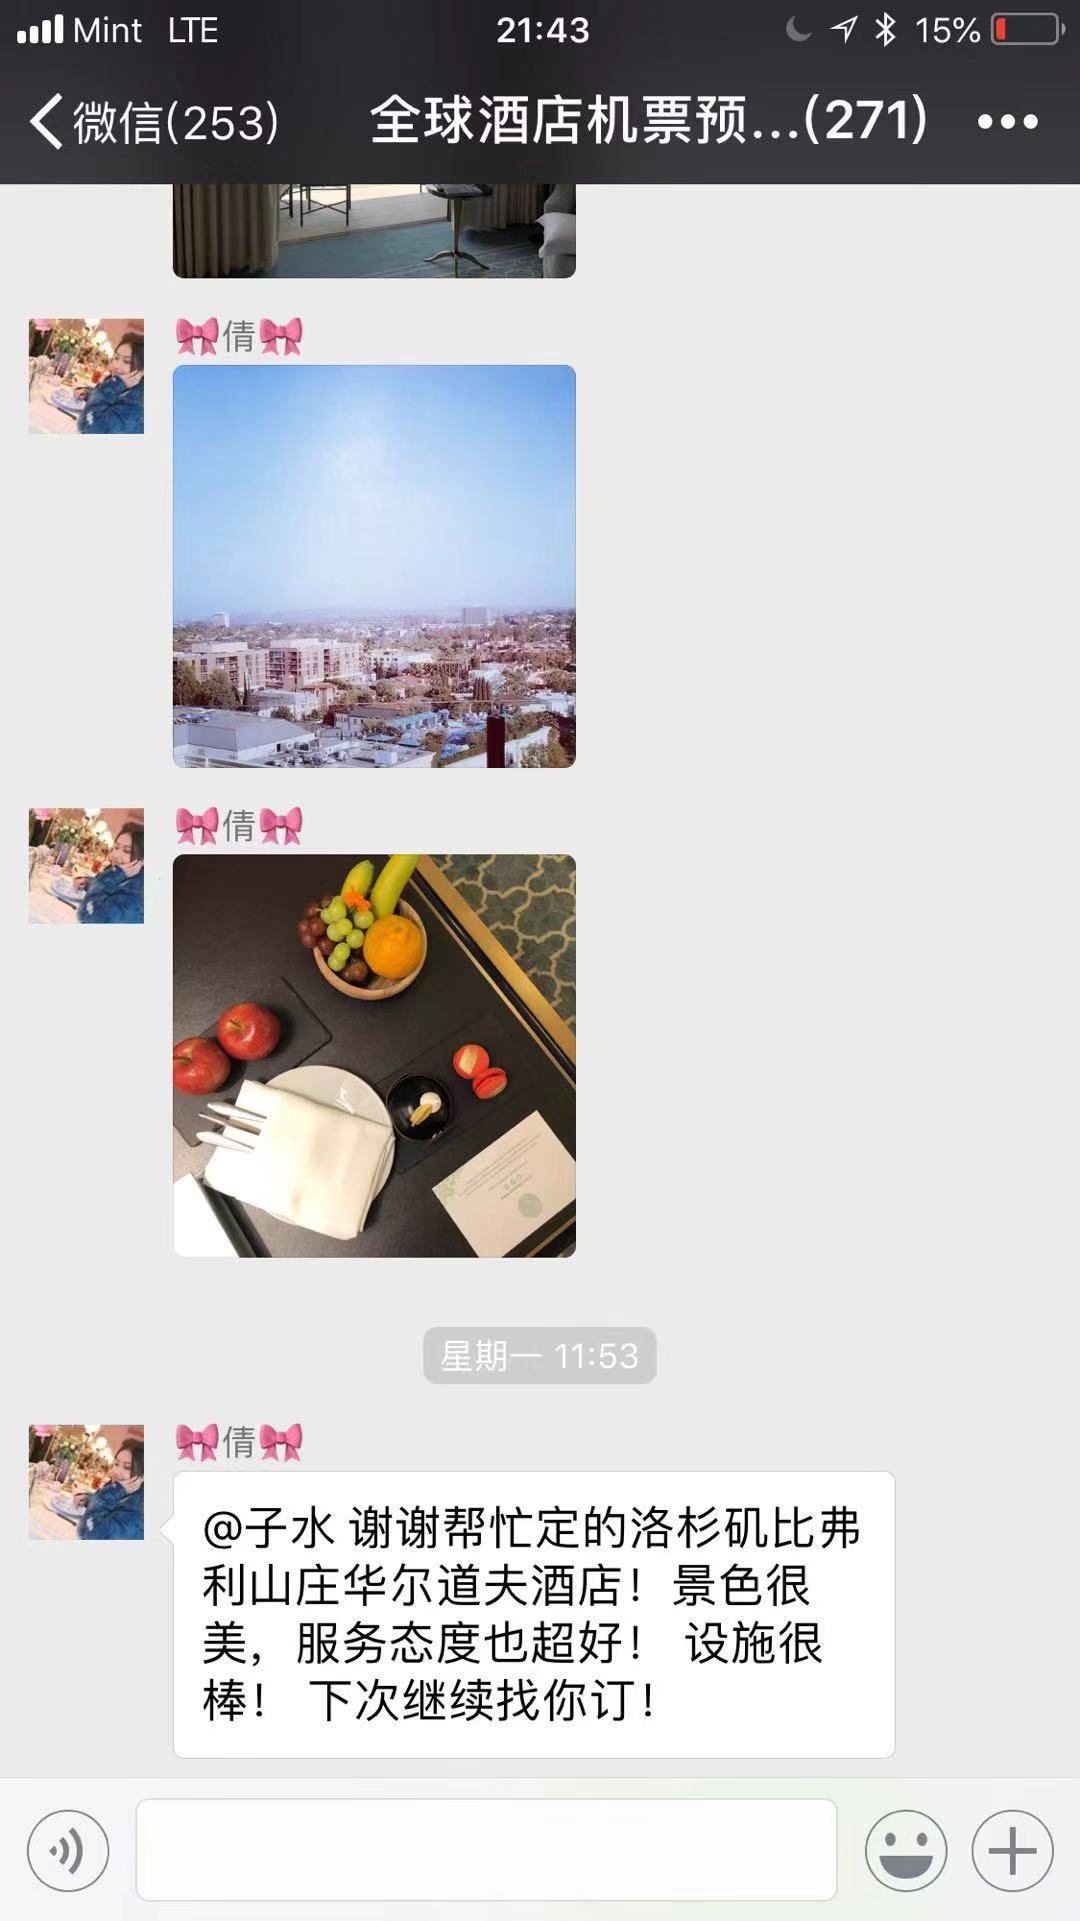 Mint LTE 21:43 15%
微信(253) 全球酒店机票预...(271)
🎀倩🎀
🎀倩🎀
星期一 11:53
🎀倩🎀
@子水 谢谢帮忙定的洛杉矶比弗
利山庄华尔道夫酒店！景色很
美，服务态度也超好！ 设施很
棒！ 下次继续找你订！